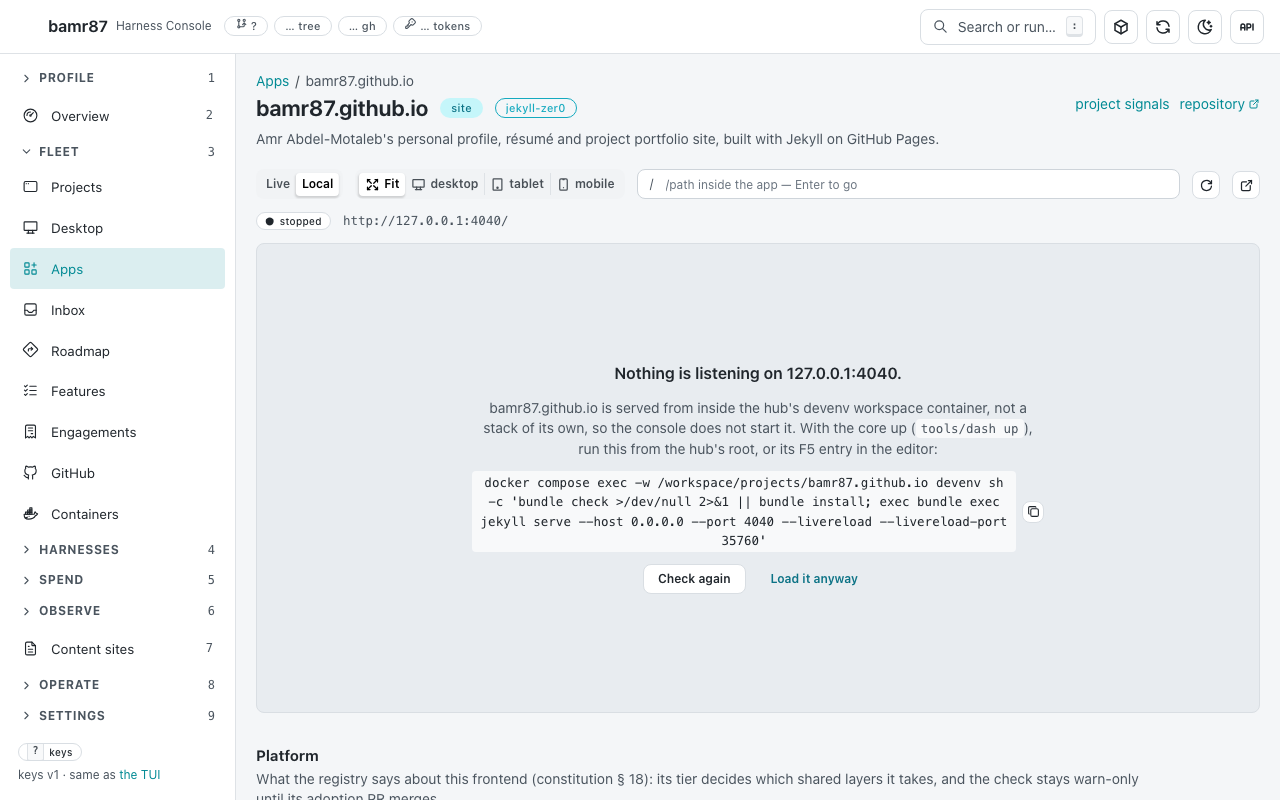 bamr87 Harness Console ? ... tree ... gh ... tokens Search or run... : API
PROFILE 1
Overview 2
FLEET 3
Projects
Desktop
Apps
Inbox
Roadmap
Features
Engagements
GitHub
Containers
HARNESSES 4
SPEND 5
OBSERVE 6
Content sites 7
OPERATE 8
SETTINGS 9
? keys
keys v1 · same as the TUI
Apps / bamr87.github.io
bamr87.github.io site jekyll-zer0 project signals repository
Amr Abdel-Motaleb's personal profile, résumé and project portfolio site, built with Jekyll on GitHub Pages.
Live Local Fit desktop tablet mobile / /path inside the app — Enter to go
stopped http://127.0.0.1:4040/
Nothing is listening on 127.0.0.1:4040.
bamr87.github.io is served from inside the hub's devenv workspace container, not a
stack of its own, so the console does not start it. With the core up ( tools/dash up ),
run this from the hub's root, or its F5 entry in the editor:
docker compose exec -w /workspace/projects/bamr87.github.io devenv sh
-c 'bundle check >/dev/null 2>&1 || bundle install; exec bundle exec
jekyll serve --host 0.0.0.0 --port 4040 --livereload --livereload-port
35760'
Check again Load it anyway
Platform
What the registry says about this frontend (constitution § 18): its tier decides which shared layers it takes, and the check stays warn-only
until its adoption PR merges.